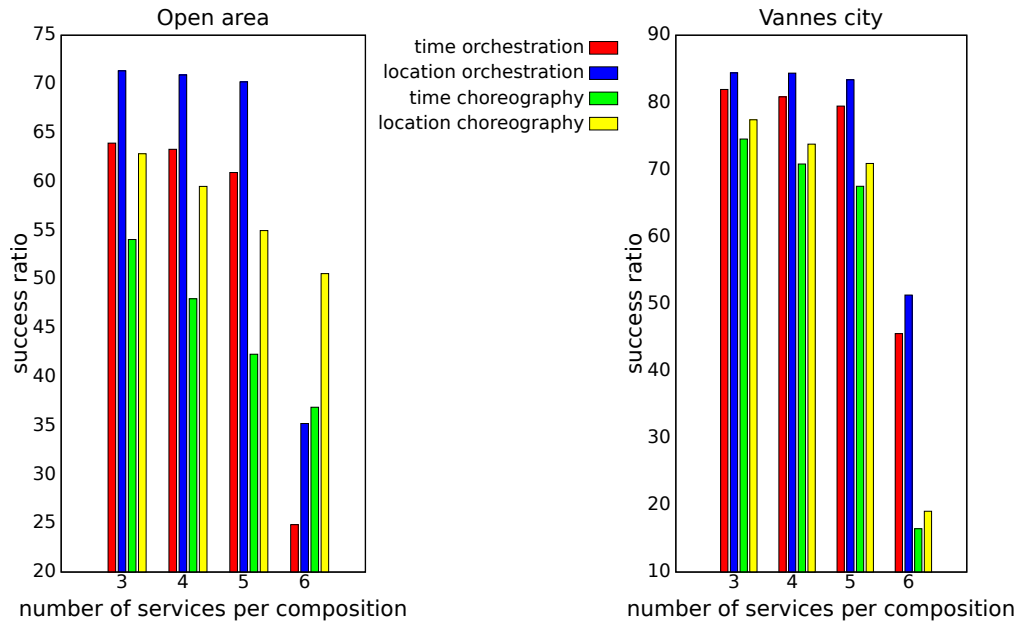 Open area
75
70
65
60
55
50
45
40
35
30
25
20
success ratio
3 4 5 6
number of services per composition
time orchestration
location orchestration
time choreography
location choreography
Vannes city
90
80
70
60
50
40
30
20
10
success ratio
3 4 5 6
number of services per composition